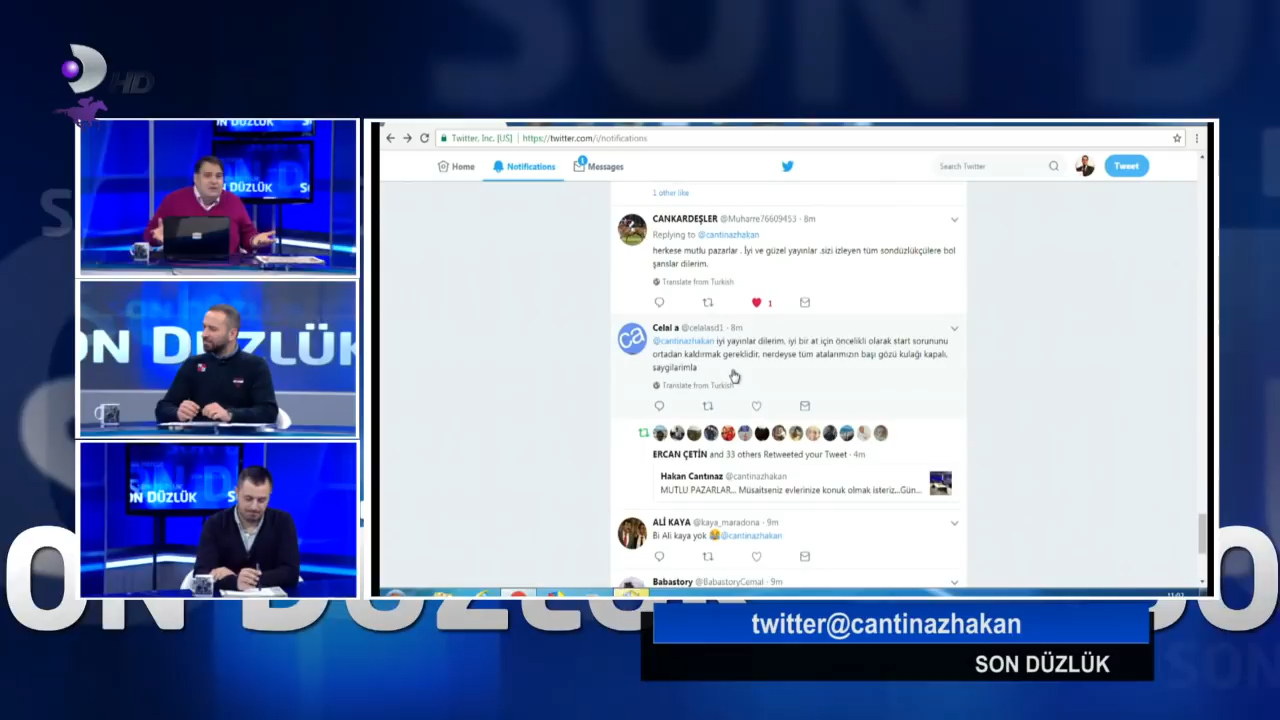 HD
SON DÜZLÜK
ON DÜZLÜK
ON DÜZLÜK
Twitter, Inc. [US]
https://twitter.com/i/notifications
Home
Notifications
1
Messages
Search Twitter
Tweet
1 other like
CANKARDEŞLER @Muharre76609453 · 8m
Replying to @cantinazhakan
herkese mutlu pazarlar . İyi ve güzel yayınlar .sizi izleyen tüm sondüzlükçülere bol
şanslar dilerim.
Translate from Turkish
1
ca
Celal a @celalasd1 · 8m
@cantinazhakan iyi yayınlar dilerim, iyi bir at için öncelikli olarak start sorununu
ortadan kaldırmak gereklidir, nerdeyse tüm atalarımızın başı gözü kulağı kapalı,
saygilarimla
Translate from Turkish
ERCAN ÇETİN and 33 others Retweeted your Tweet · 4m
Hakan Cantınaz @cantinazhakan
MUTLU PAZARLAR... Müsaitseniz evlerinize konuk olmak isteriz...Gün...
ALİ KAYA @kaya_maradona · 9m
Bi Ali kaya yok 😂@cantinazhakan
Babastory @BabastoryCemal · 9m
twitter@cantinazhakan
SON DÜZLÜK